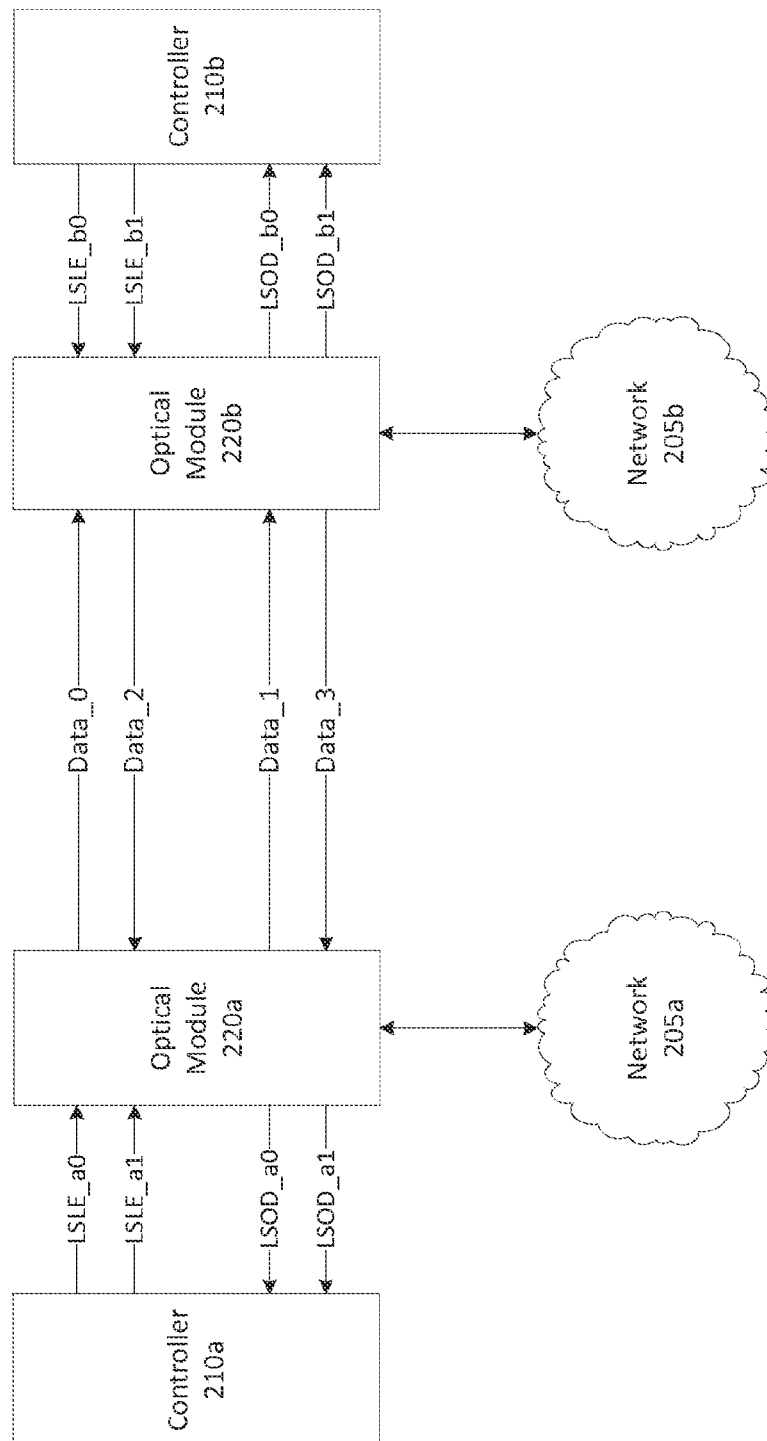 Controller
210a
LSLE_a0
LSLE_a1
LSOD_a0
LSOD_a1
Optical
Module
220a
Data_0
Data_2
Data_1
Data_3
Optical
Module
220b
LSLE_b0
LSLE_b1
LSOD_b0
LSOD_b1
Controller
210b
Network
205a
Network
205b